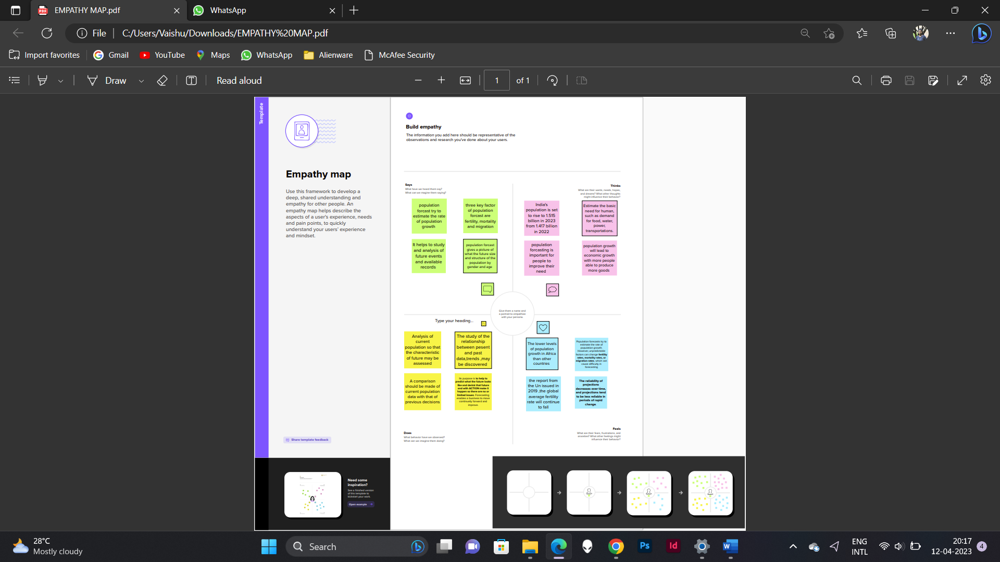 EMPATHY MAP.pdf
WhatsApp
File
C:/Users/Vaishu/Downloads/EMPATHY%20MAP.pdf
Import favorites
Gmail
YouTube
Maps
WhatsApp
Alienware
McAfee Security
Draw
Read aloud
1
of 1
Template
Empathy map
Use this framework to develop a
deep, shared understanding and
empathy for other people. An
empathy map helps describe the
aspects of a user's experience, needs
and pain points, to quickly
understand your users' experience
and mindset.
Share template feedback
Need some
inspiration?
See a finished version
of this template to
kickstart your work.
Open example
Build empathy
The information you add here should be representative of the
observations and research you've done about your users.
Says
What have we heard them say?
What can we imagine them saying?
Thinks
What are their wants, needs, hopes,
and dreams? What other thoughts
might influence their behavior?
population
forcast try to
estimate the rate
of population
growth
three key factor
of population
forcast are
fertility, mortality
and migration
It helps to study
and analysis of
future events
and available
records
population forcast
gives a picture of
what the future size
and structure of the
population by
gender and age
India's
population is set
to rise to 1.515
billion in 2023
from 1.417 billion
in 2022
Estimate the basic
need for human,
such as demand
for food, water,
power,
transportations.
population
forcasting is
important for
people to
improve their
need
population growth
will lead to
economic growth
with more people
able to produce
more goods
Give them a name and
a portrait to empathize
with your persona.
Type your heading...
Analysis of
current
population so that
the characteristic
of future may be
assessed
The study of the
relationship
between pesent
and past
data,trends ,may
be discovered
A comparison
should be made of
current population
data with that of
previous decisions
Its purpose is to help to
predict what the future looks
like and derisk that future
and with ACTION make it
happen so there are no or
limited issues. Forecasting
enables a business to move
continually forward and
improve.
The lower levels
of population
growth in Africa
than other
countries
Population forecasts try to
estimate the rate of
population growth.
However, unpredictable
factors can change fertility
rates, mortality rates, or
migration rates, which can
cause difficulty in
forecasting
the report from
the Un issued in
2019 ,the global
average fertility
rate will continue
to fall
The reliability of
projections
decreases over time,
and projections tend
to be less reliable in
periods of rapid
change.
Does
What behavior have we observed?
What can we imagine them doing?
Feels
What are their fears, frustrations, and
anxieties? What other feelings might
influence their behavior?
28°C
Mostly cloudy
Search
Ps
Id
ENG
INTL
20:17
12-04-2023
4